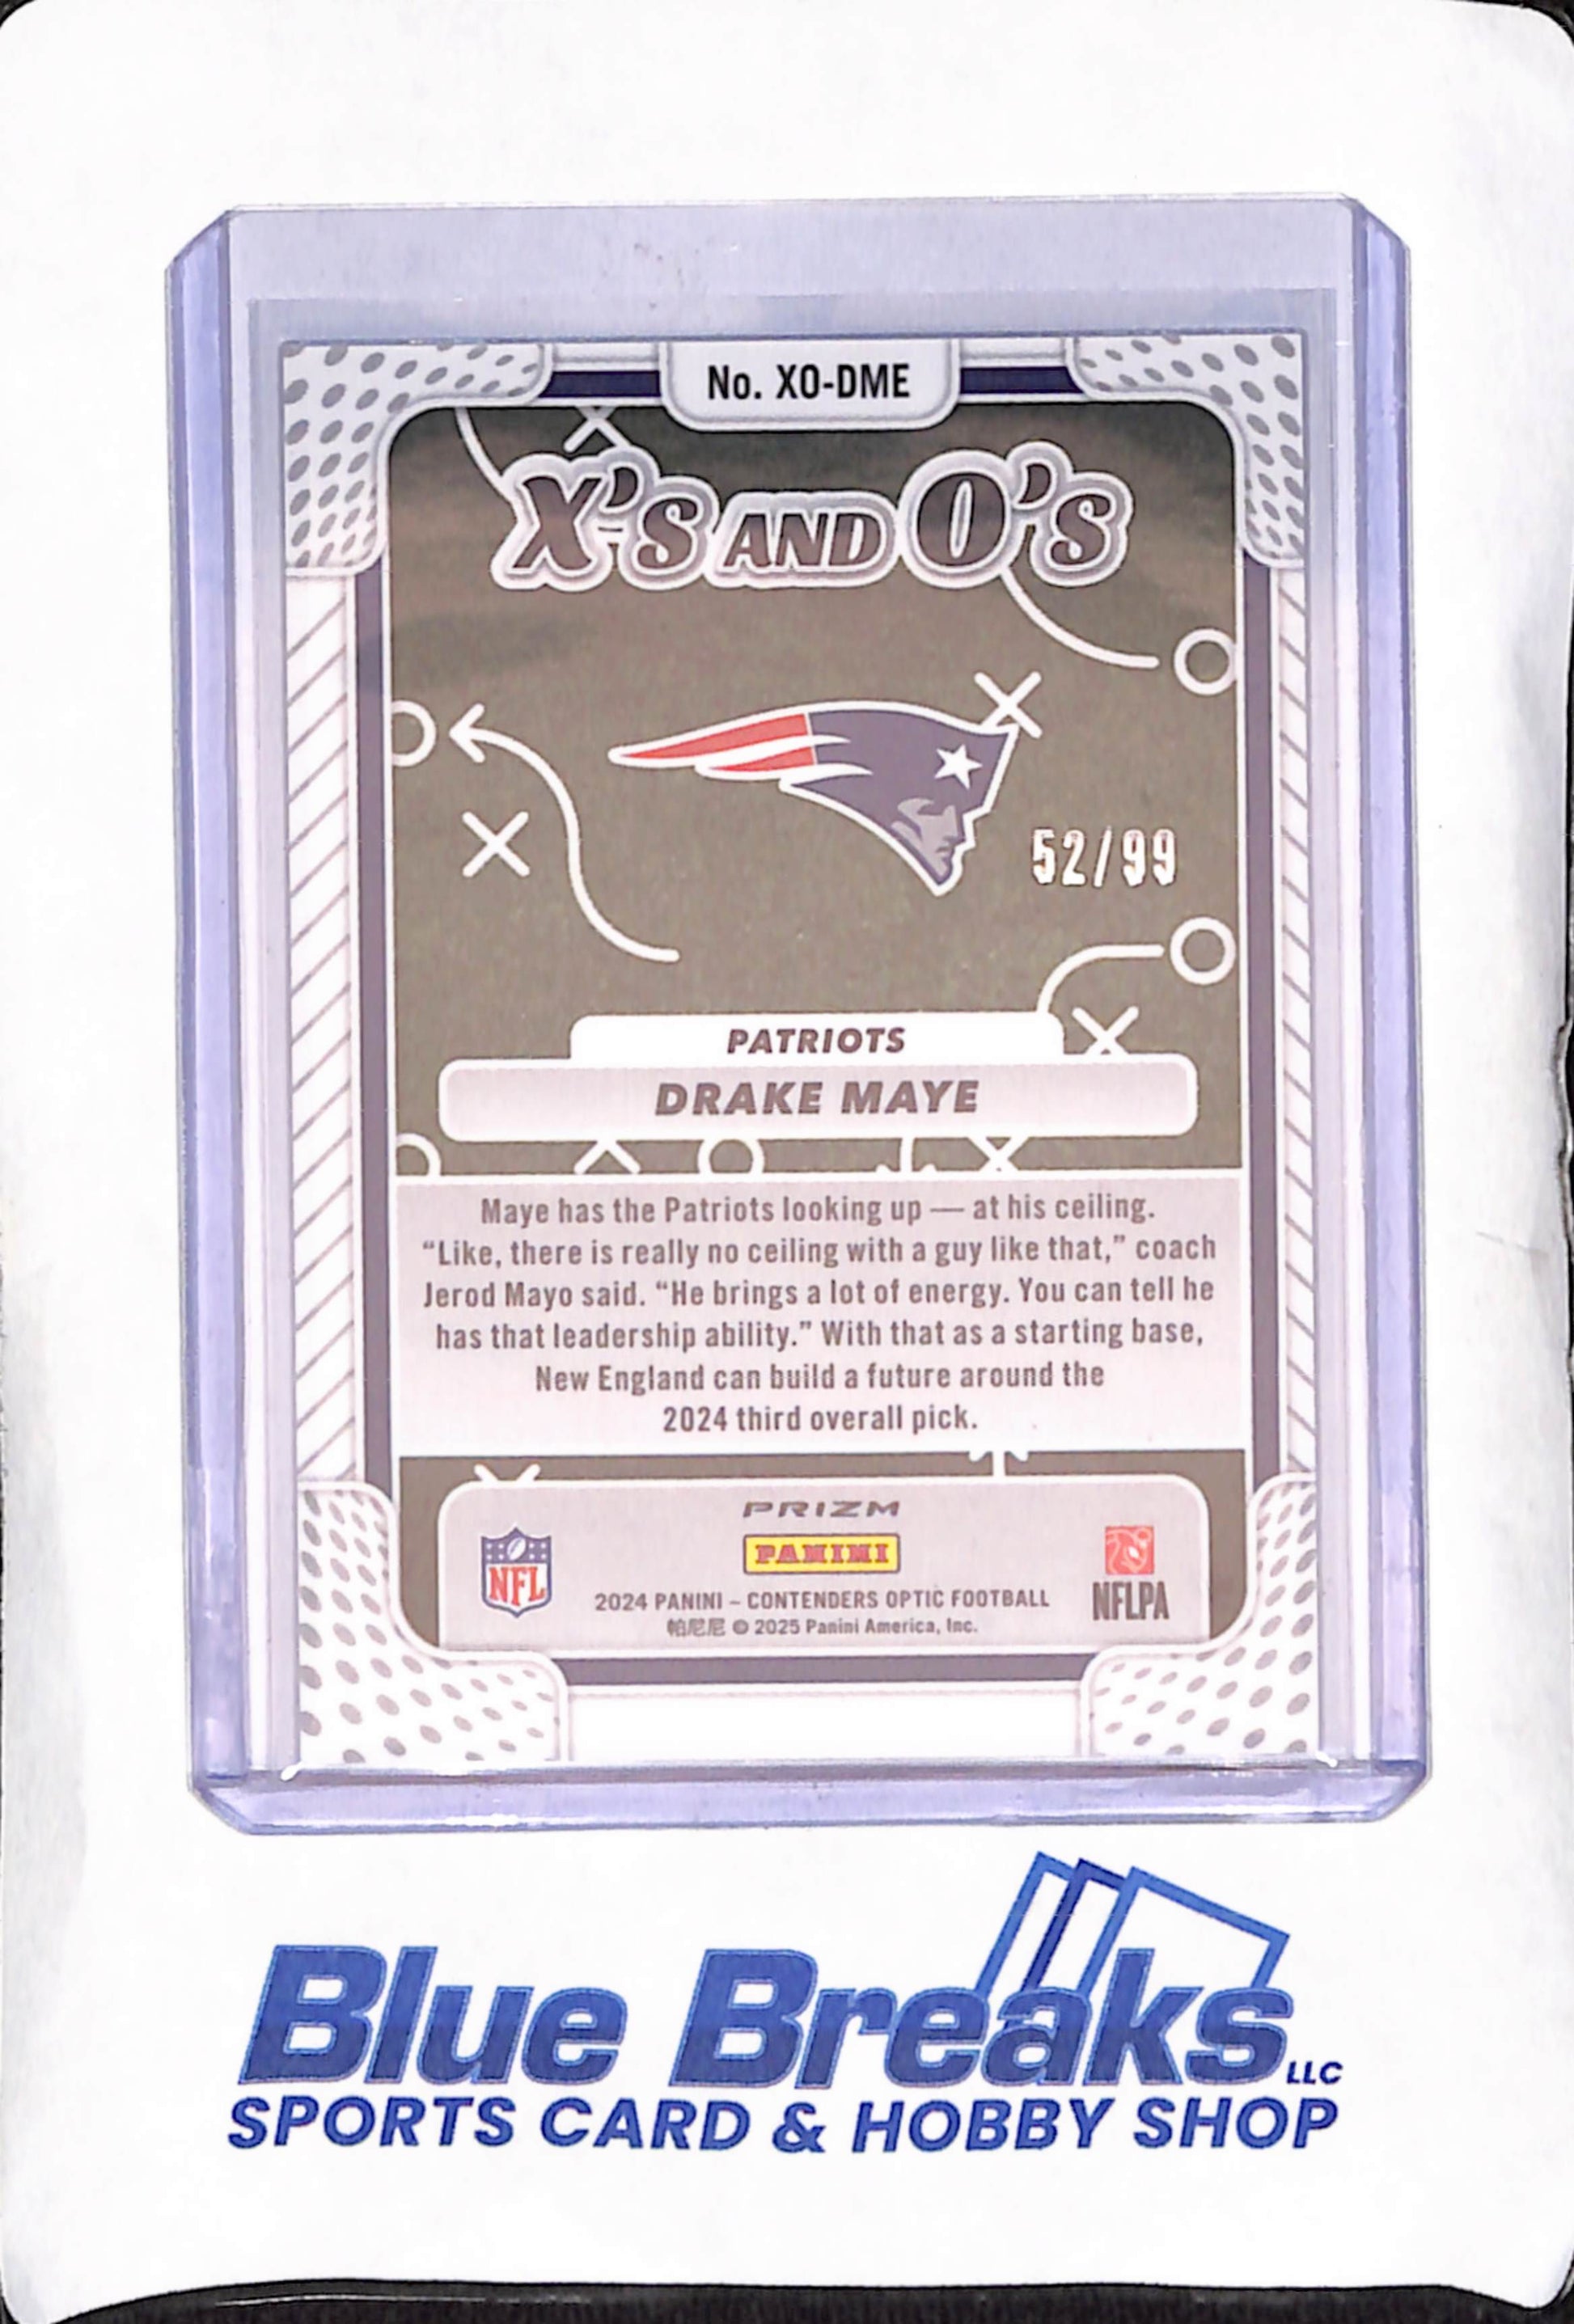 No. XO-DME
X'S AND O'S
52/99
PATRIOTS
DRAKE MAYE
Maye has the Patriots looking up — at his ceiling.
“Like, there is really no ceiling with a guy like that,” coach
Jerod Mayo said. “He brings a lot of energy. You can tell he
has that leadership ability.” With that as a starting base,
New England can build a future around the
2024 third overall pick.
PRIZM
NFL
PANINI
NFLPA
2024 PANINI – CONTENDERS OPTIC FOOTBALL
帕尼尼 © 2025 Panini America, Inc.
Blue Breaks LLC
SPORTS CARD & HOBBY SHOP